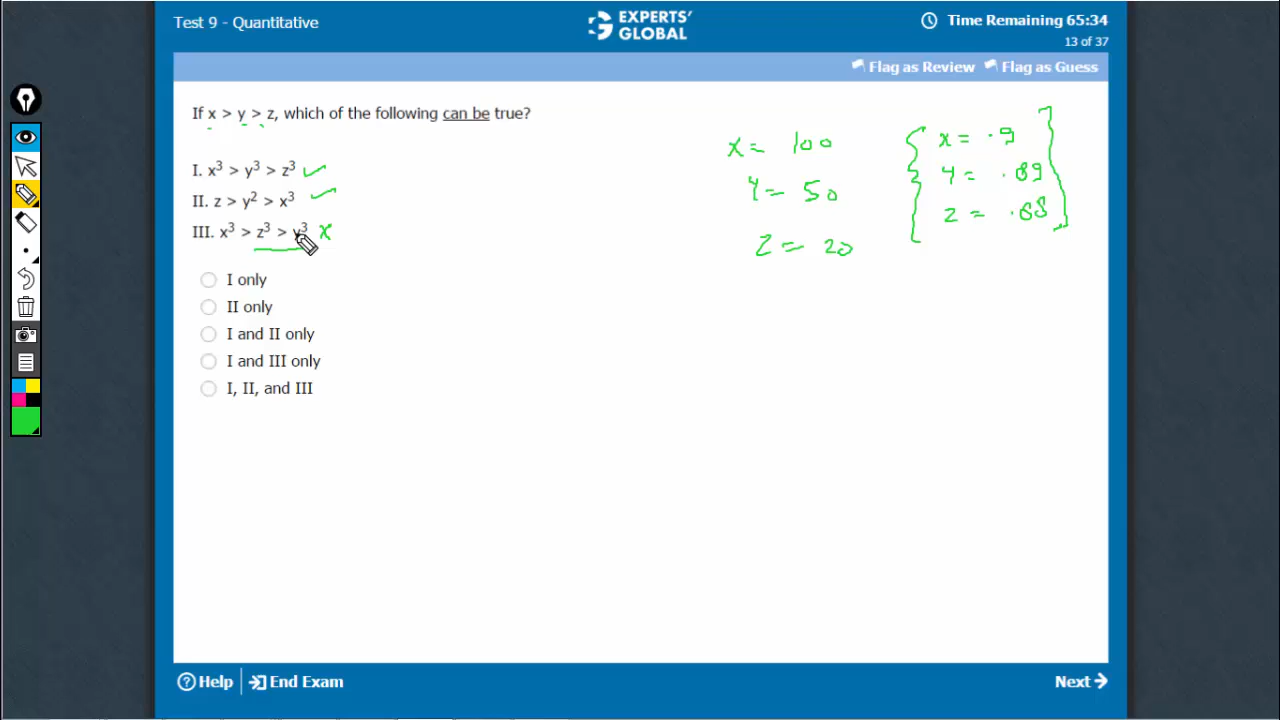 Test 9 - Quantitative
EXPERTS' GLOBAL
Time Remaining 65:34
13 of 37
Flag as Review
Flag as Guess
If x > y > z, which of the following can be true?
I. x³ > y³ > z³ ✓
II. z > y² > x³ ✓
III. x³ > z³ > y³ x
I only
II only
I and II only
I and III only
I, II, and III
x = 100
Y = 50
Z = 20
x = .9
Y = .89
z = .88
Help
End Exam
Next